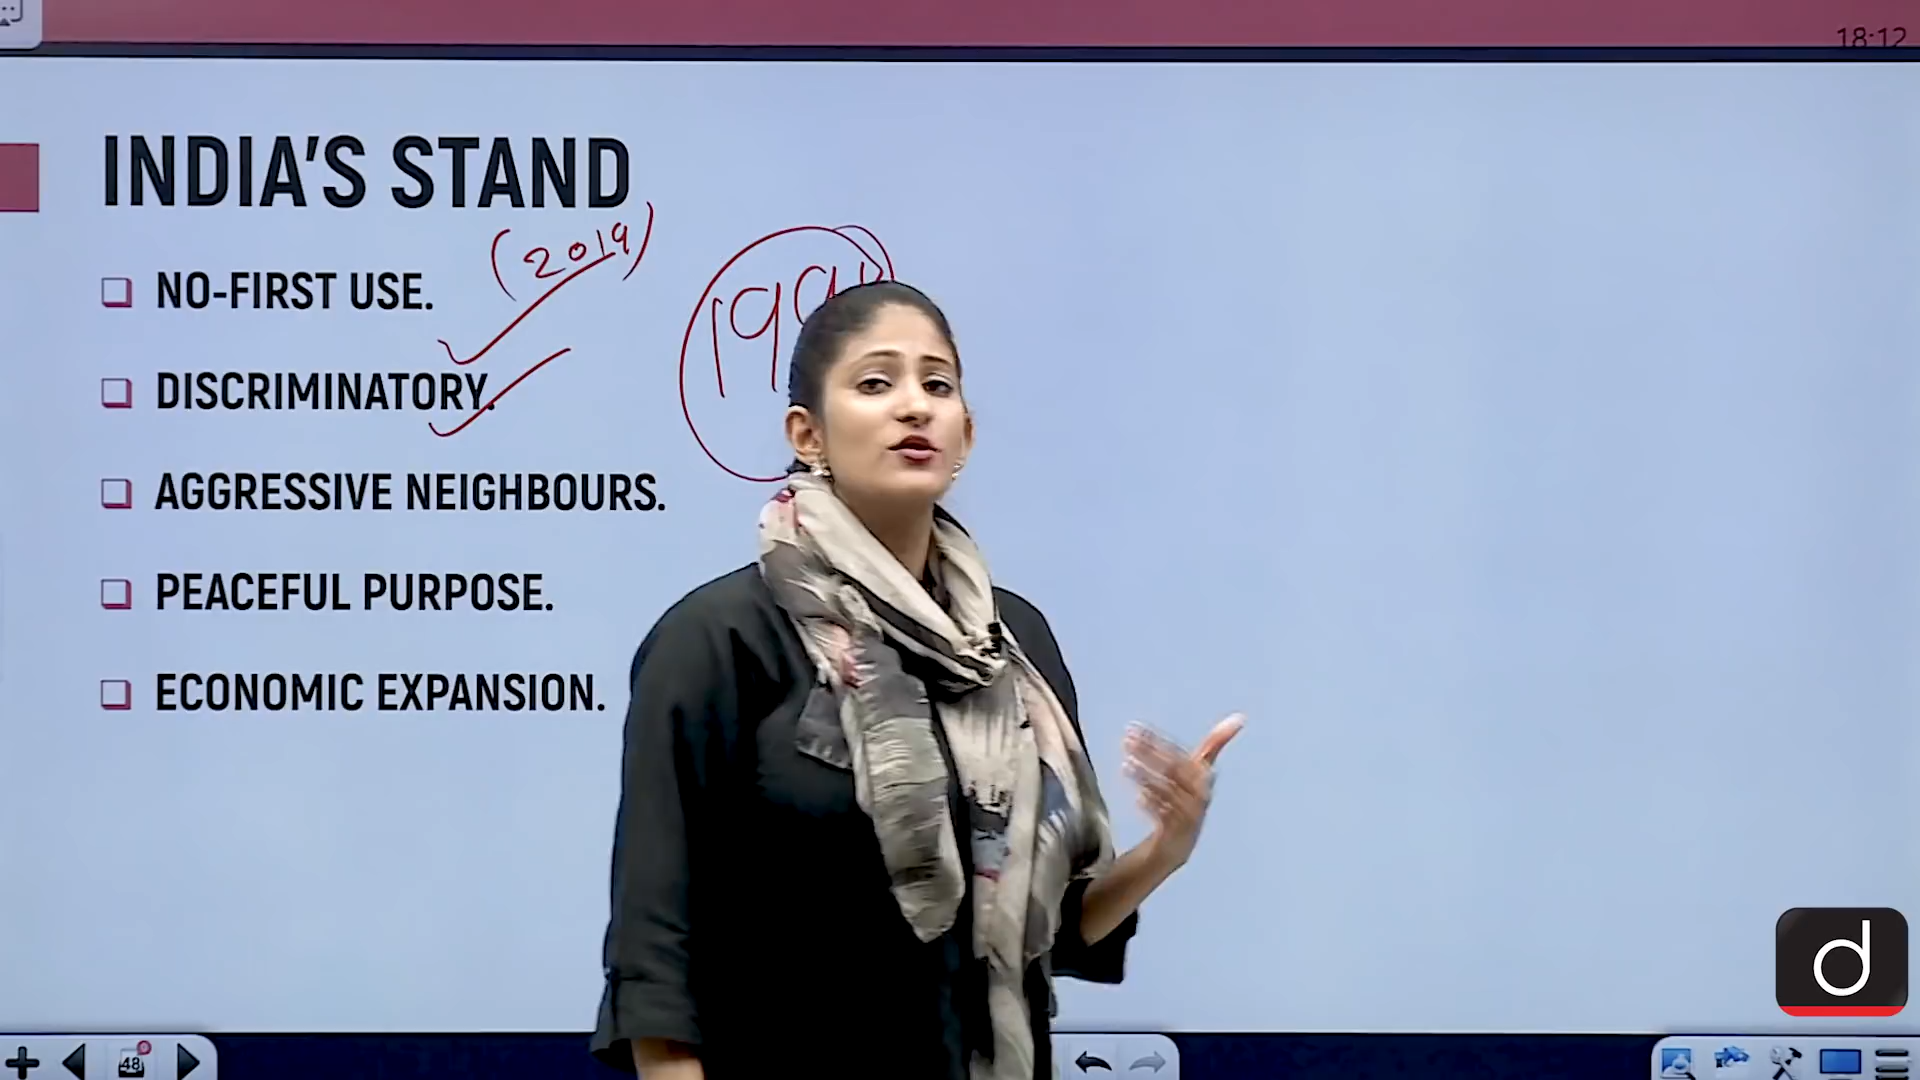 18:12
INDIA'S STAND
(2019)
NO-FIRST USE.
DISCRIMINATORY.
AGGRESSIVE NEIGHBOURS.
PEACEFUL PURPOSE.
ECONOMIC EXPANSION.
d
48